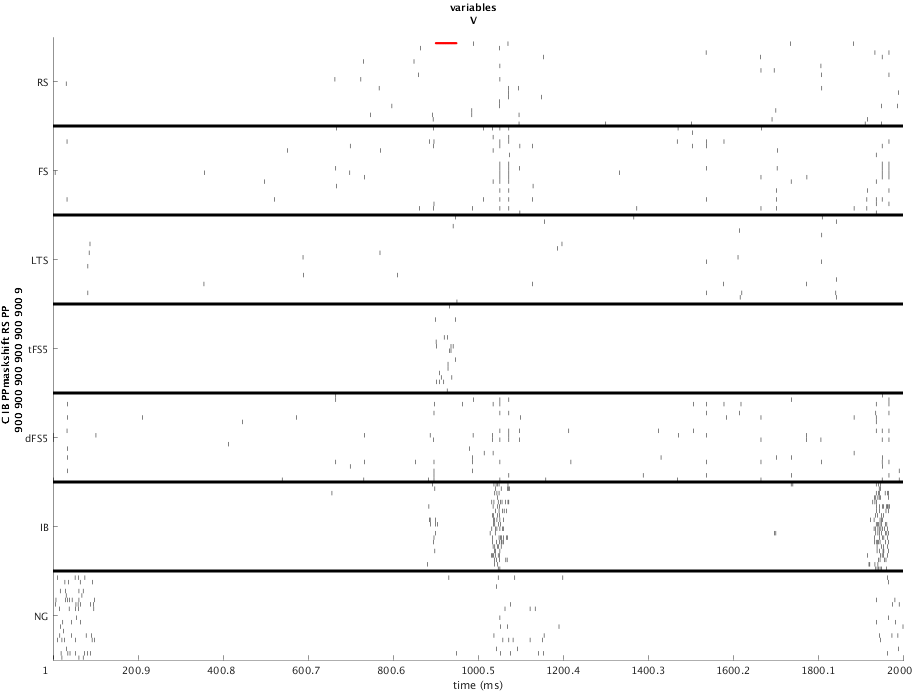 variables
V
RS
FS
LTS
tFS5
dFS5
IB
NG
C IB PPmaskshift RS PP
900 900 900 900 900 900 9
1 200.9 400.8 600.7 800.6 1000.5 1200.4 1400.3 1600.2 1800.1 2000
time (ms)